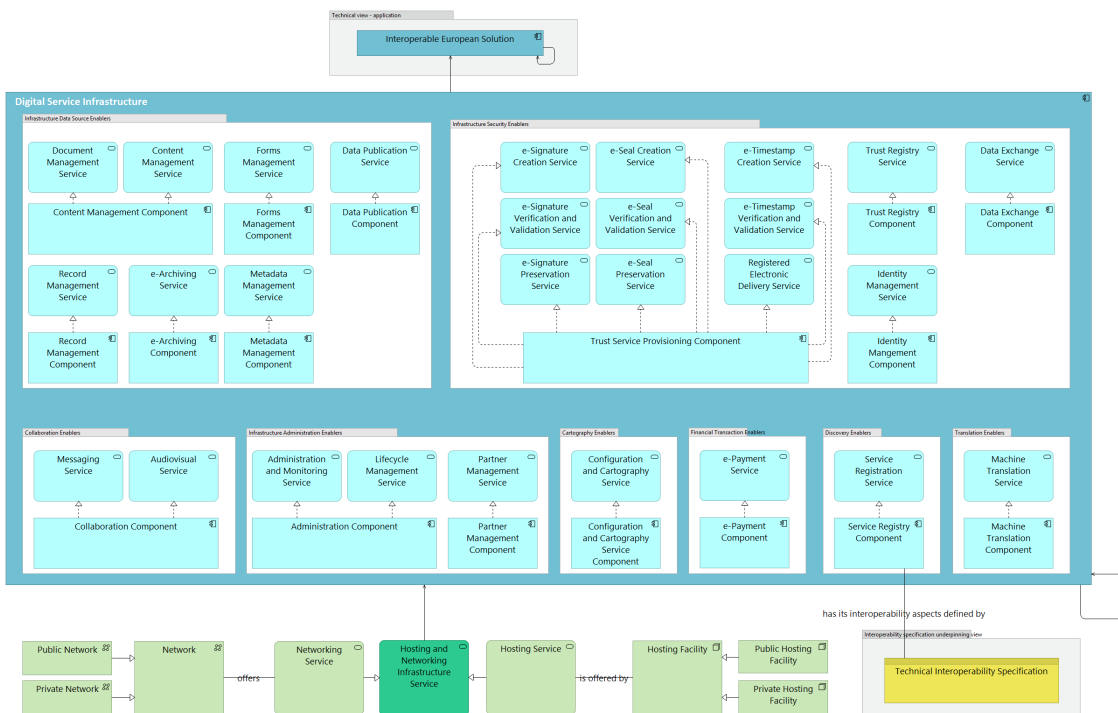 Technical view - application
Interoperable European Solution
Digital Service Infrastructure
Infrastructure Data Source Enablers
Document
Management
Service
Content
Management
Service
Forms
Management
Service
Data Publication
Service
Content Management Component
Forms
Management
Component
Data Publication
Component
Record
Management
Service
e-Archiving
Service
Metadata
Management
Service
Record
Management
Component
e-Archiving
Component
Metadata
Management
Component
Infrastructure Security Enablers
e-Signature
Creation Service
e-Seal Creation
Service
e-Timestamp
Creation Service
Trust Registry
Service
Data Exchange
Service
e-Signature
Verification and
Validation Service
e-Seal
Verification and
Validation Service
e-Timestamp
Verification and
Validation Service
Trust Registry
Component
Data Exchange
Component
e-Signature
Preservation
Service
e-Seal
Preservation
Service
Registered
Electronic
Delivery Service
Identity
Management
Service
Trust Service Provisioning Component
Identity
Mangement
Component
Collaboration Enablers
Messaging
Service
Audiovisual
Service
Collaboration Component
Infrastructure Administration Enablers
Administration
and Monitoring
Service
Lifecycle
Management
Service
Partner
Management
Service
Administration Component
Partner
Management
Component
Cartography Enablers
Configuration
and Cartography
Service
Configuration
and Cartography
Service
Component
Financial Transaction Enablers
e-Payment
Service
e-Payment
Component
Discovery Enablers
Service
Registration
Service
Service Registry
Component
Translation Enablers
Machine
Translation
Service
Machine
Translation
Component
has its interoperability aspects defined by
Public Network
Private Network
Network
offers
Networking
Service
Hosting and
Networking
Infrastructure
Service
Hosting Service
is offered by
Hosting Facility
Public Hosting
Facility
Private Hosting
Facility
Interoperability specification underpinning view
Technical Interoperability Specification